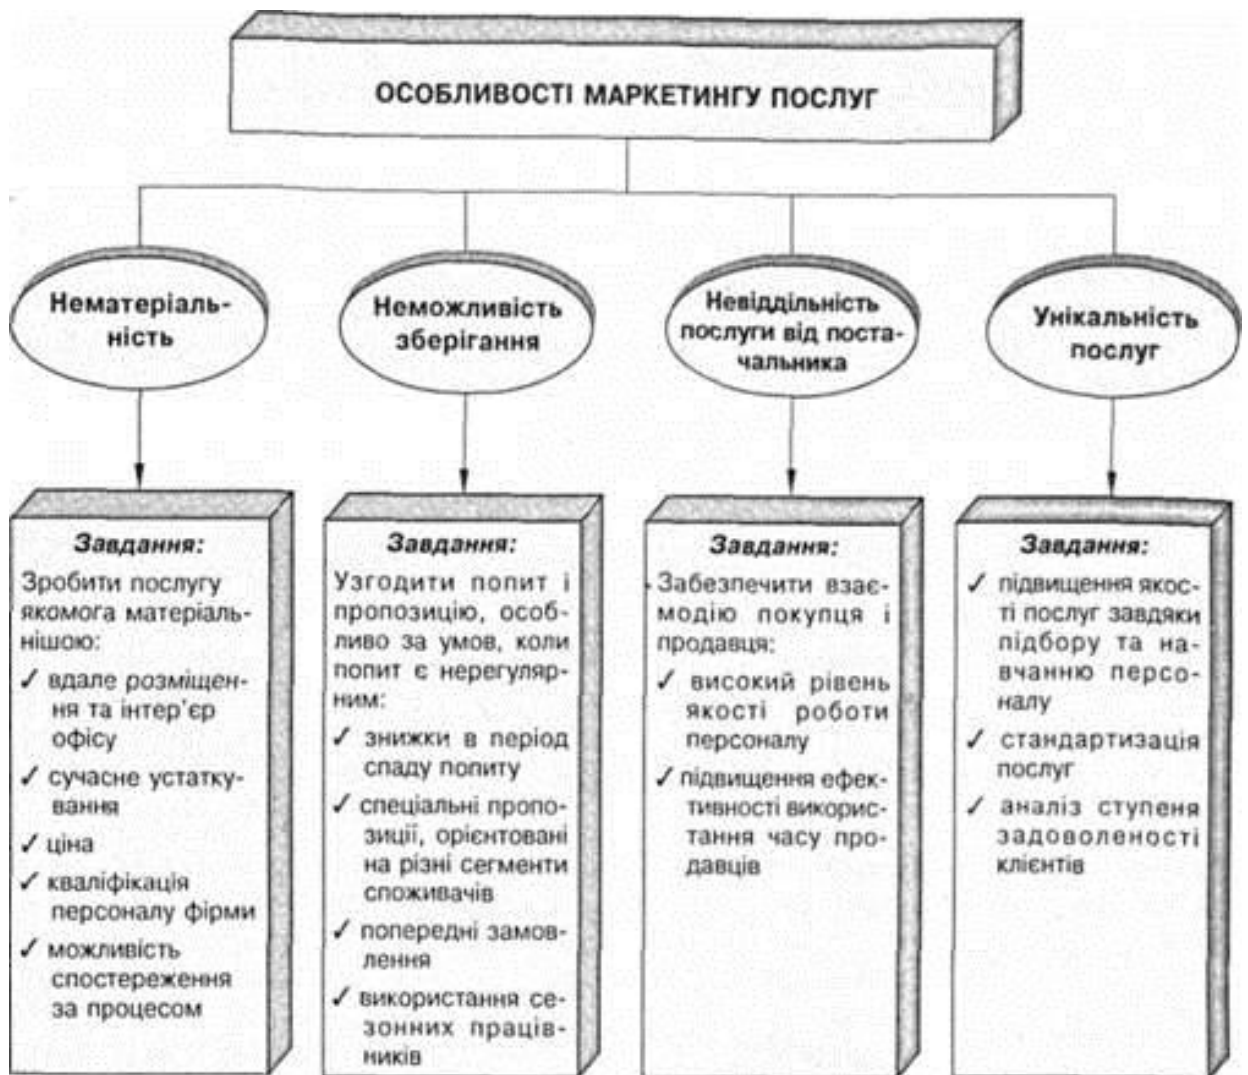 ОСОБЛИВОСТІ МАРКЕТИНГУ ПОСЛУГ
Нематеріаль-
ність
Неможливість
зберігання
Невіддільність
послуги від поста-
чальника
Унікальність
послуг
Завдання:
Зробити послугу
якомога матеріаль-
нішою:
✓ вдале розміщен-
ня та інтер'єр
офісу
✓ сучасне устатку-
вання
✓ ціна
✓ кваліфікація
персоналу фірми
✓ можливість
спостереження
за процесом
Завдання:
Узгодити попит і
пропозицію, особ-
ливо за умов, коли
попит є нерегуляр-
ним:
✓ знижки в період
спаду попиту
✓ спеціальні пропо-
зиції, орієнтовані
на різні сегменти
споживачів
✓ попередні замов-
лення
✓ використання се-
зонних праців-
ників
Завдання:
Забезпечити взає-
модію покупця і
продавця:
✓ високий рівень
якості роботи
персоналу
✓ підвищення ефек-
тивності викорис-
тання часу про-
давців
Завдання:
✓ підвищення якос-
ті послуг завдяки
підбору та на-
вчанню персо-
налу
✓ стандартизація
послуг
✓ аналіз ступеня
задоволеності
клієнтів